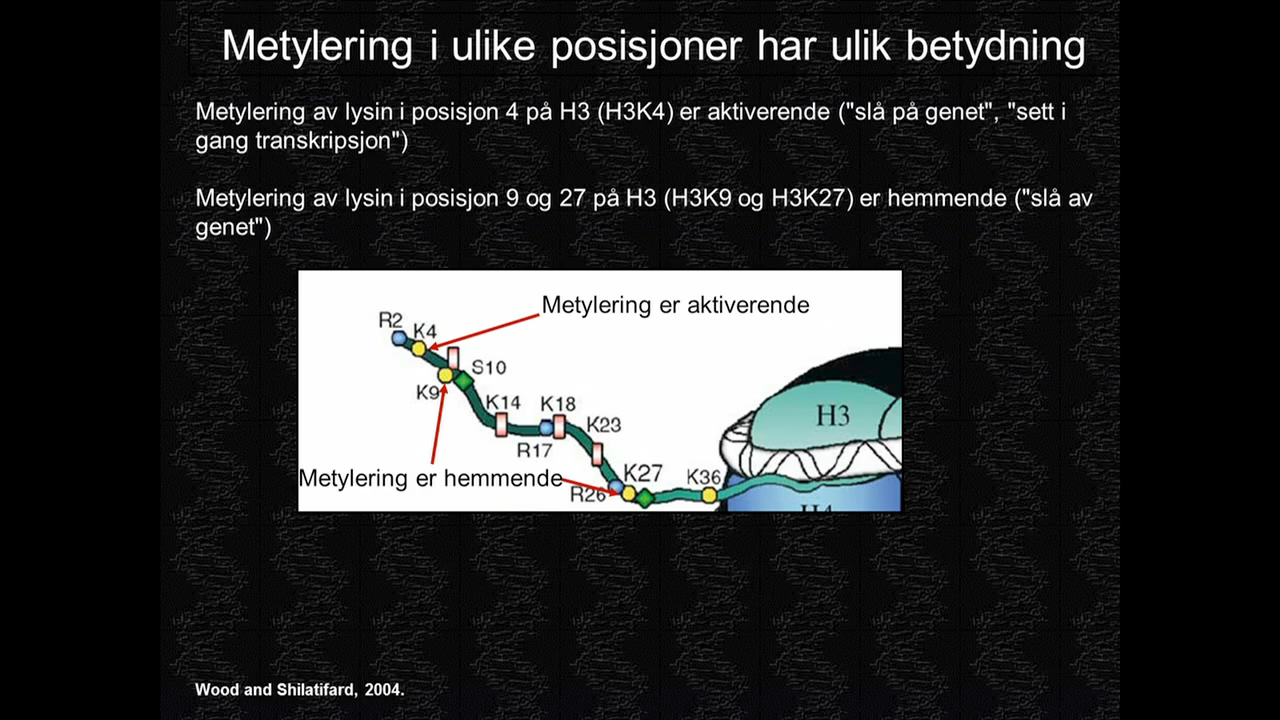 Metylering i ulike posisjoner har ulik betydning
Metylering av lysin i posisjon 4 på H3 (H3K4) er aktiverende ("slå på genet", "sett i
gang transkripsjon")
Metylering av lysin i posisjon 9 og 27 på H3 (H3K9 og H3K27) er hemmende ("slå av
genet")
Metylering er aktiverende
R2
K4
S10
K9
K14
K18
K23
H3
R17
Metylering er hemmende
K27
K36
R26
H4
Wood and Shilatifard, 2004.